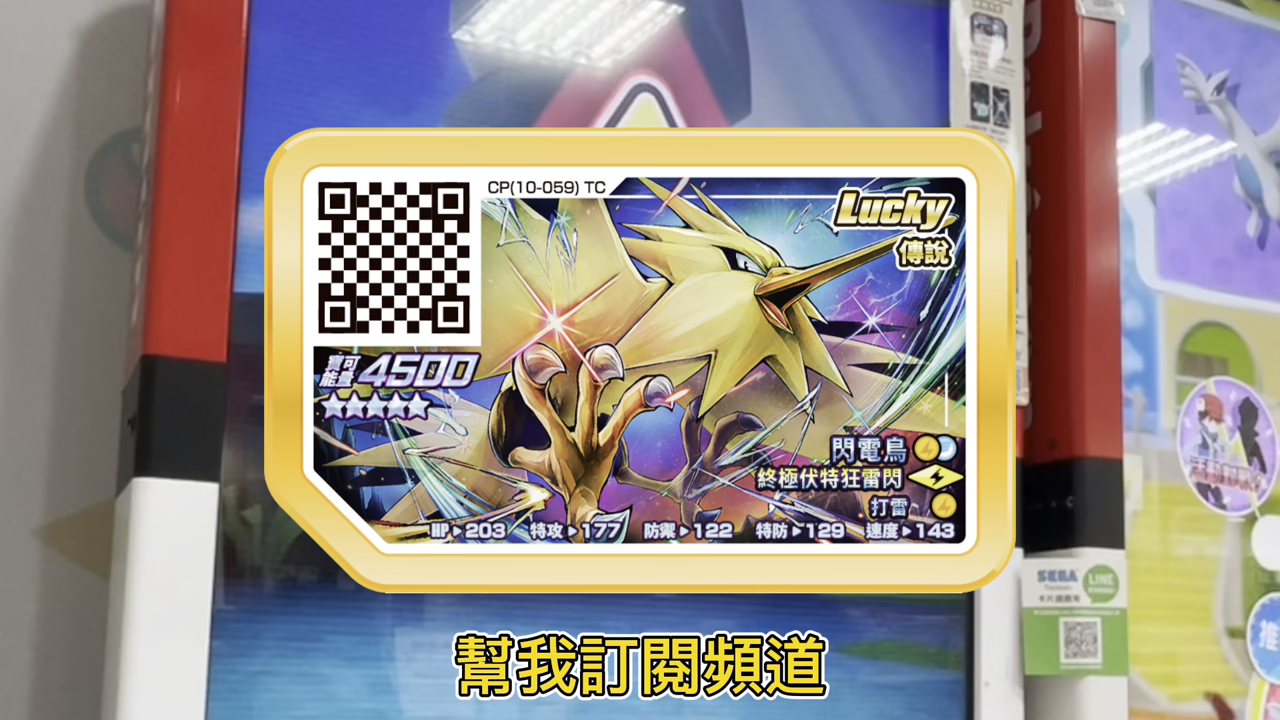 CP(10-059) TC
Lucky
傳說
寶可能量 4500
閃電鳥
終極伏特狂雷閃
打雷
HP▶203 特攻▶177 防禦▶122 特防▶129 速度▶143
SEGA
Taiwan
LINE
幫我訂閱頻道